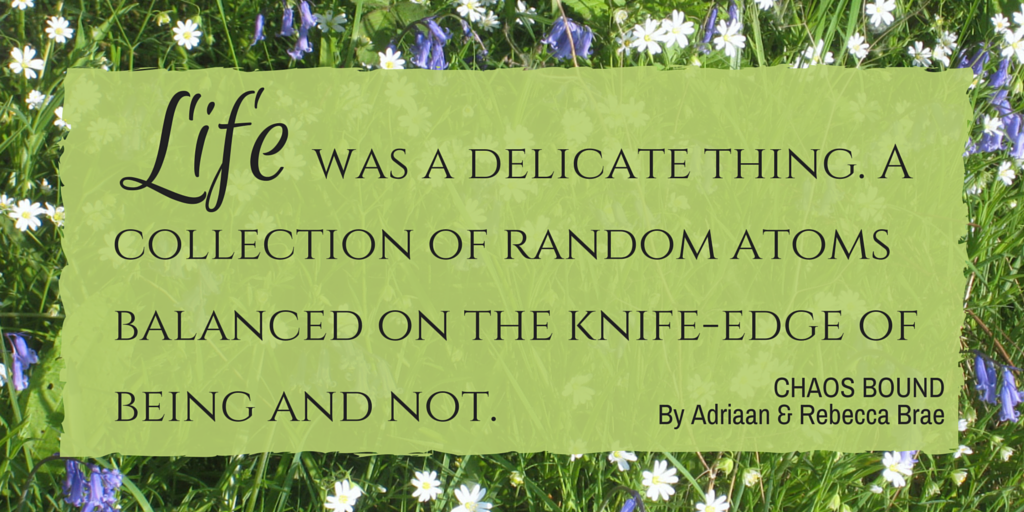 Life was a delicate thing. A
collection of random atoms
balanced on the knife-edge of
being and not.
CHAOS BOUND
By Adriaan & Rebecca Brae